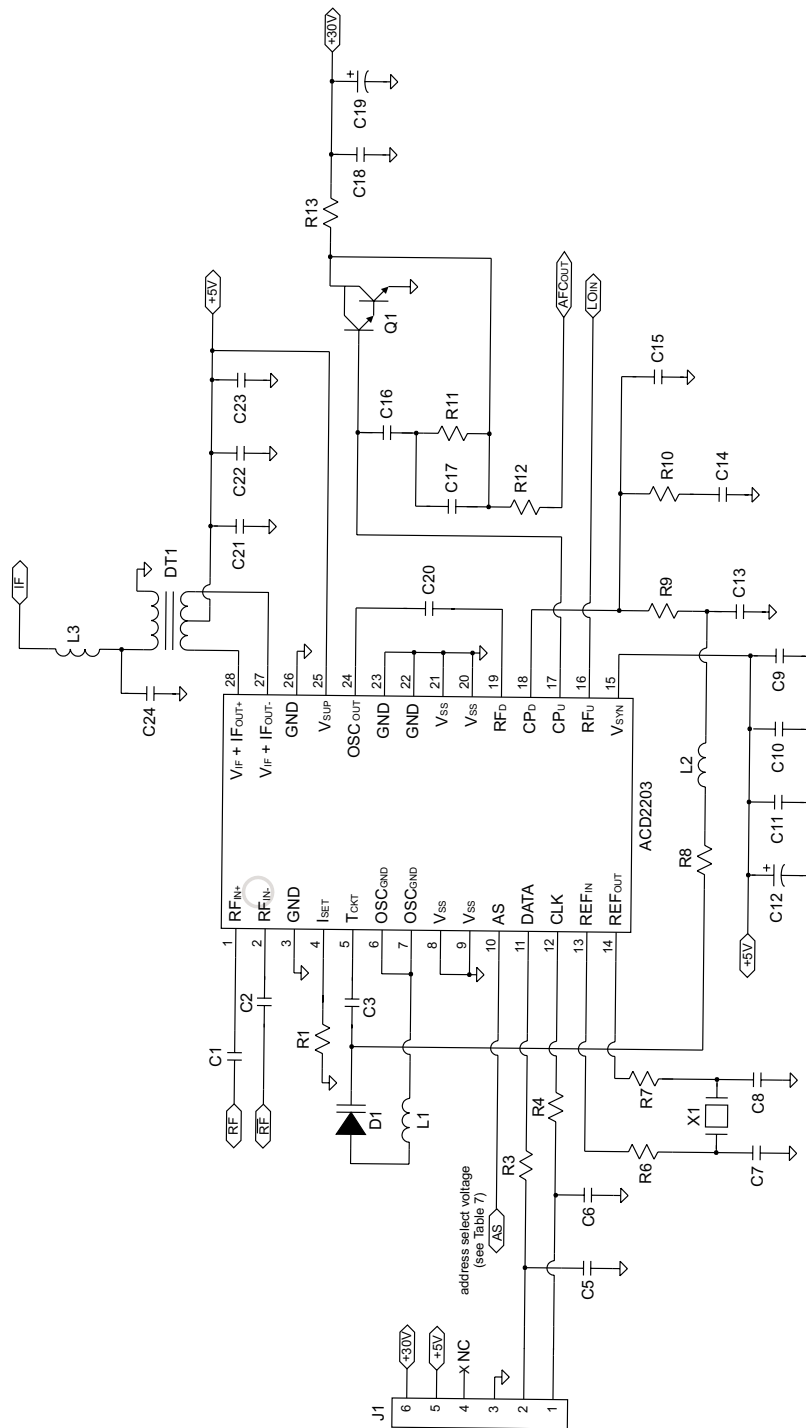 IF
L3
C24
DT1
C21
C22
C23
+5V
R13
C18
C19
+
+30V
Q1
C16
R11
C17
R12
AFCOUT
LOIN
C20
C15
R10
C14
R9
C13
28
27
26
25
24
23
22
21
20
19
18
17
16
15
VIF + IFOUT+
VIF + IFOUT-
GND
VSUP
OSC OUT
GND
GND
VSS
VSS
RFD
CPD
CPU
RFU
VSYN
ACD2203
RFIN+
RFIN-
GND
ISET
TCKT
OSCGND
OSCGND
VSS
VSS
AS
DATA
CLK
REFIN
REFOUT
1
2
3
4
5
6
7
8
9
10
11
12
13
14
C1
C2
RF
RF
R1
C3
D1
L1
L2
R8
C9
C10
C11
C12
+
+5V
R3
R4
R7
R6
X1
C8
C7
C6
C5
address select voltage
(see Table 7)
AS
J1
6
5
4
3
2
1
+30V
+5V
x NC